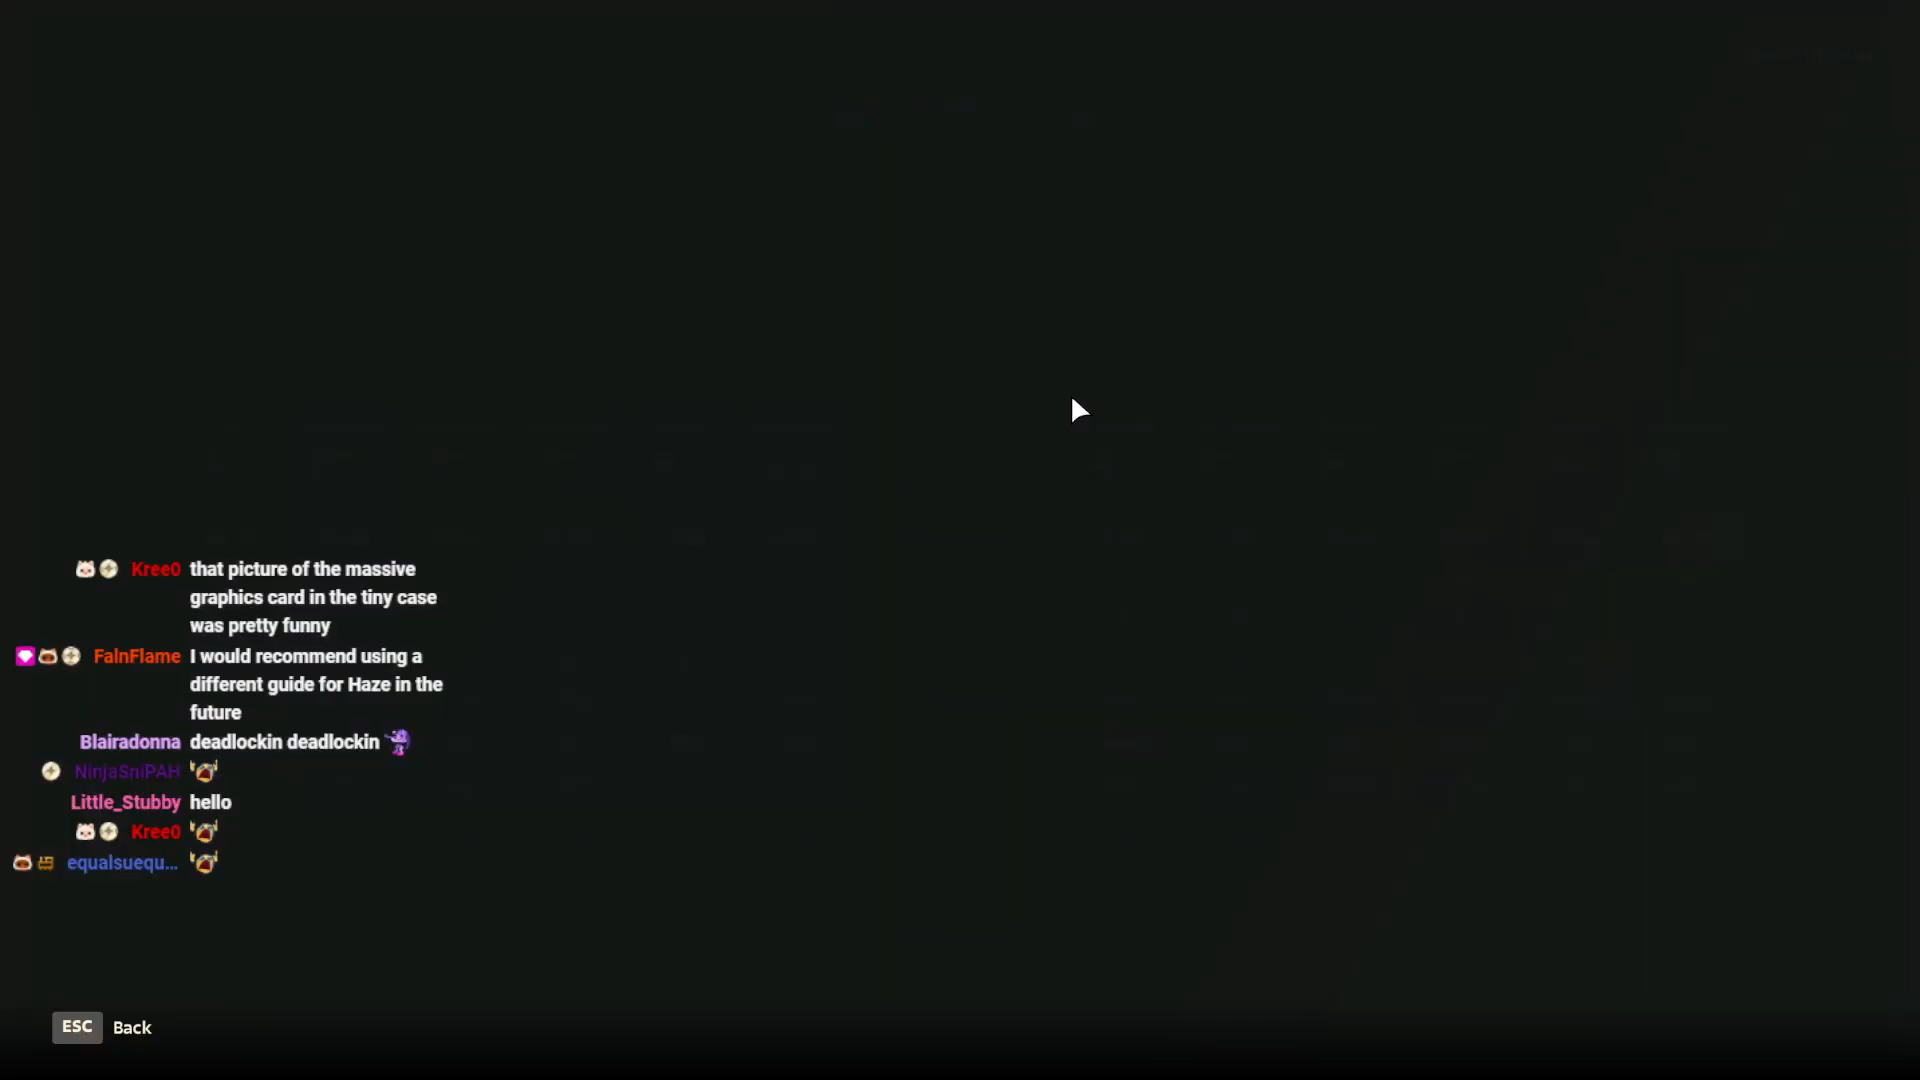 Kree0 that picture of the massive
graphics card in the tiny case
was pretty funny
FalnFlame I would recommend using a
different guide for Haze in the
future
Blairadonna deadlockin deadlockin
NinjaSniPAH
Little_Stubby hello
Kree0
equalsuequ...
ESC Back